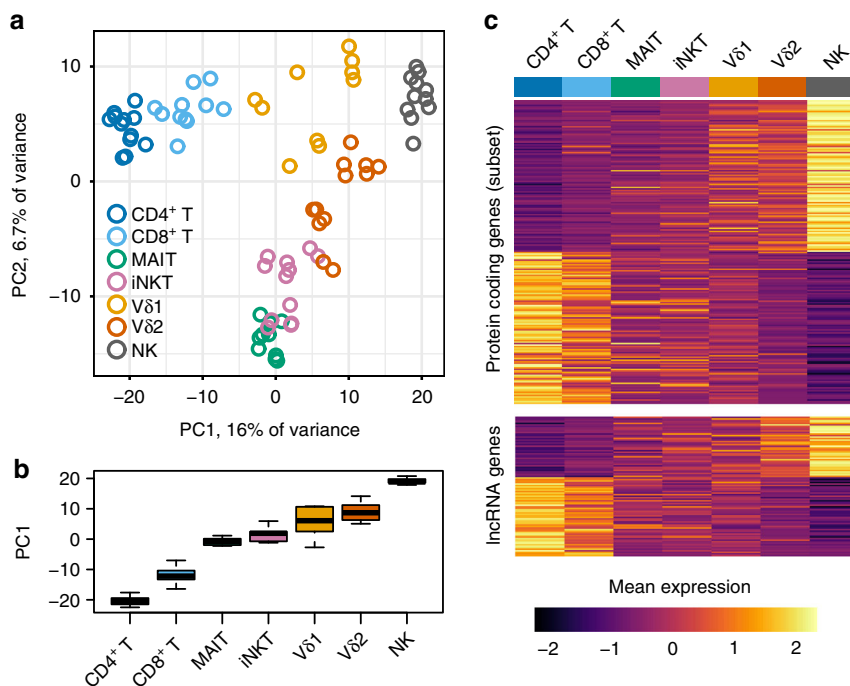 a
10
0
−10
PC2, 6.7% of variance
CD4⁺ T
CD8⁺ T
MAIT
iNKT
Vδ1
Vδ2
NK
−20
−10
0
10
20
PC1, 16% of variance
b
20
10
0
−10
−20
PC1
CD4⁺ T
CD8⁺ T
MAIT
iNKT
Vδ1
Vδ2
NK
c
CD4⁺ T
CD8⁺ T
MAIT
iNKT
Vδ1
Vδ2
NK
Protein coding genes (subset)
lncRNA genes
Mean expression
−2
−1
0
1
2